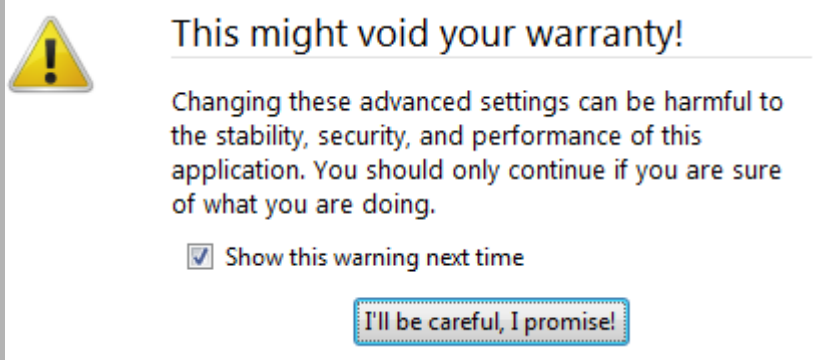 This might void your warranty!
Changing these advanced settings can be harmful to
the stability, security, and performance of this
application. You should only continue if you are sure
of what you are doing.
Show this warning next time
I'll be careful, I promise!